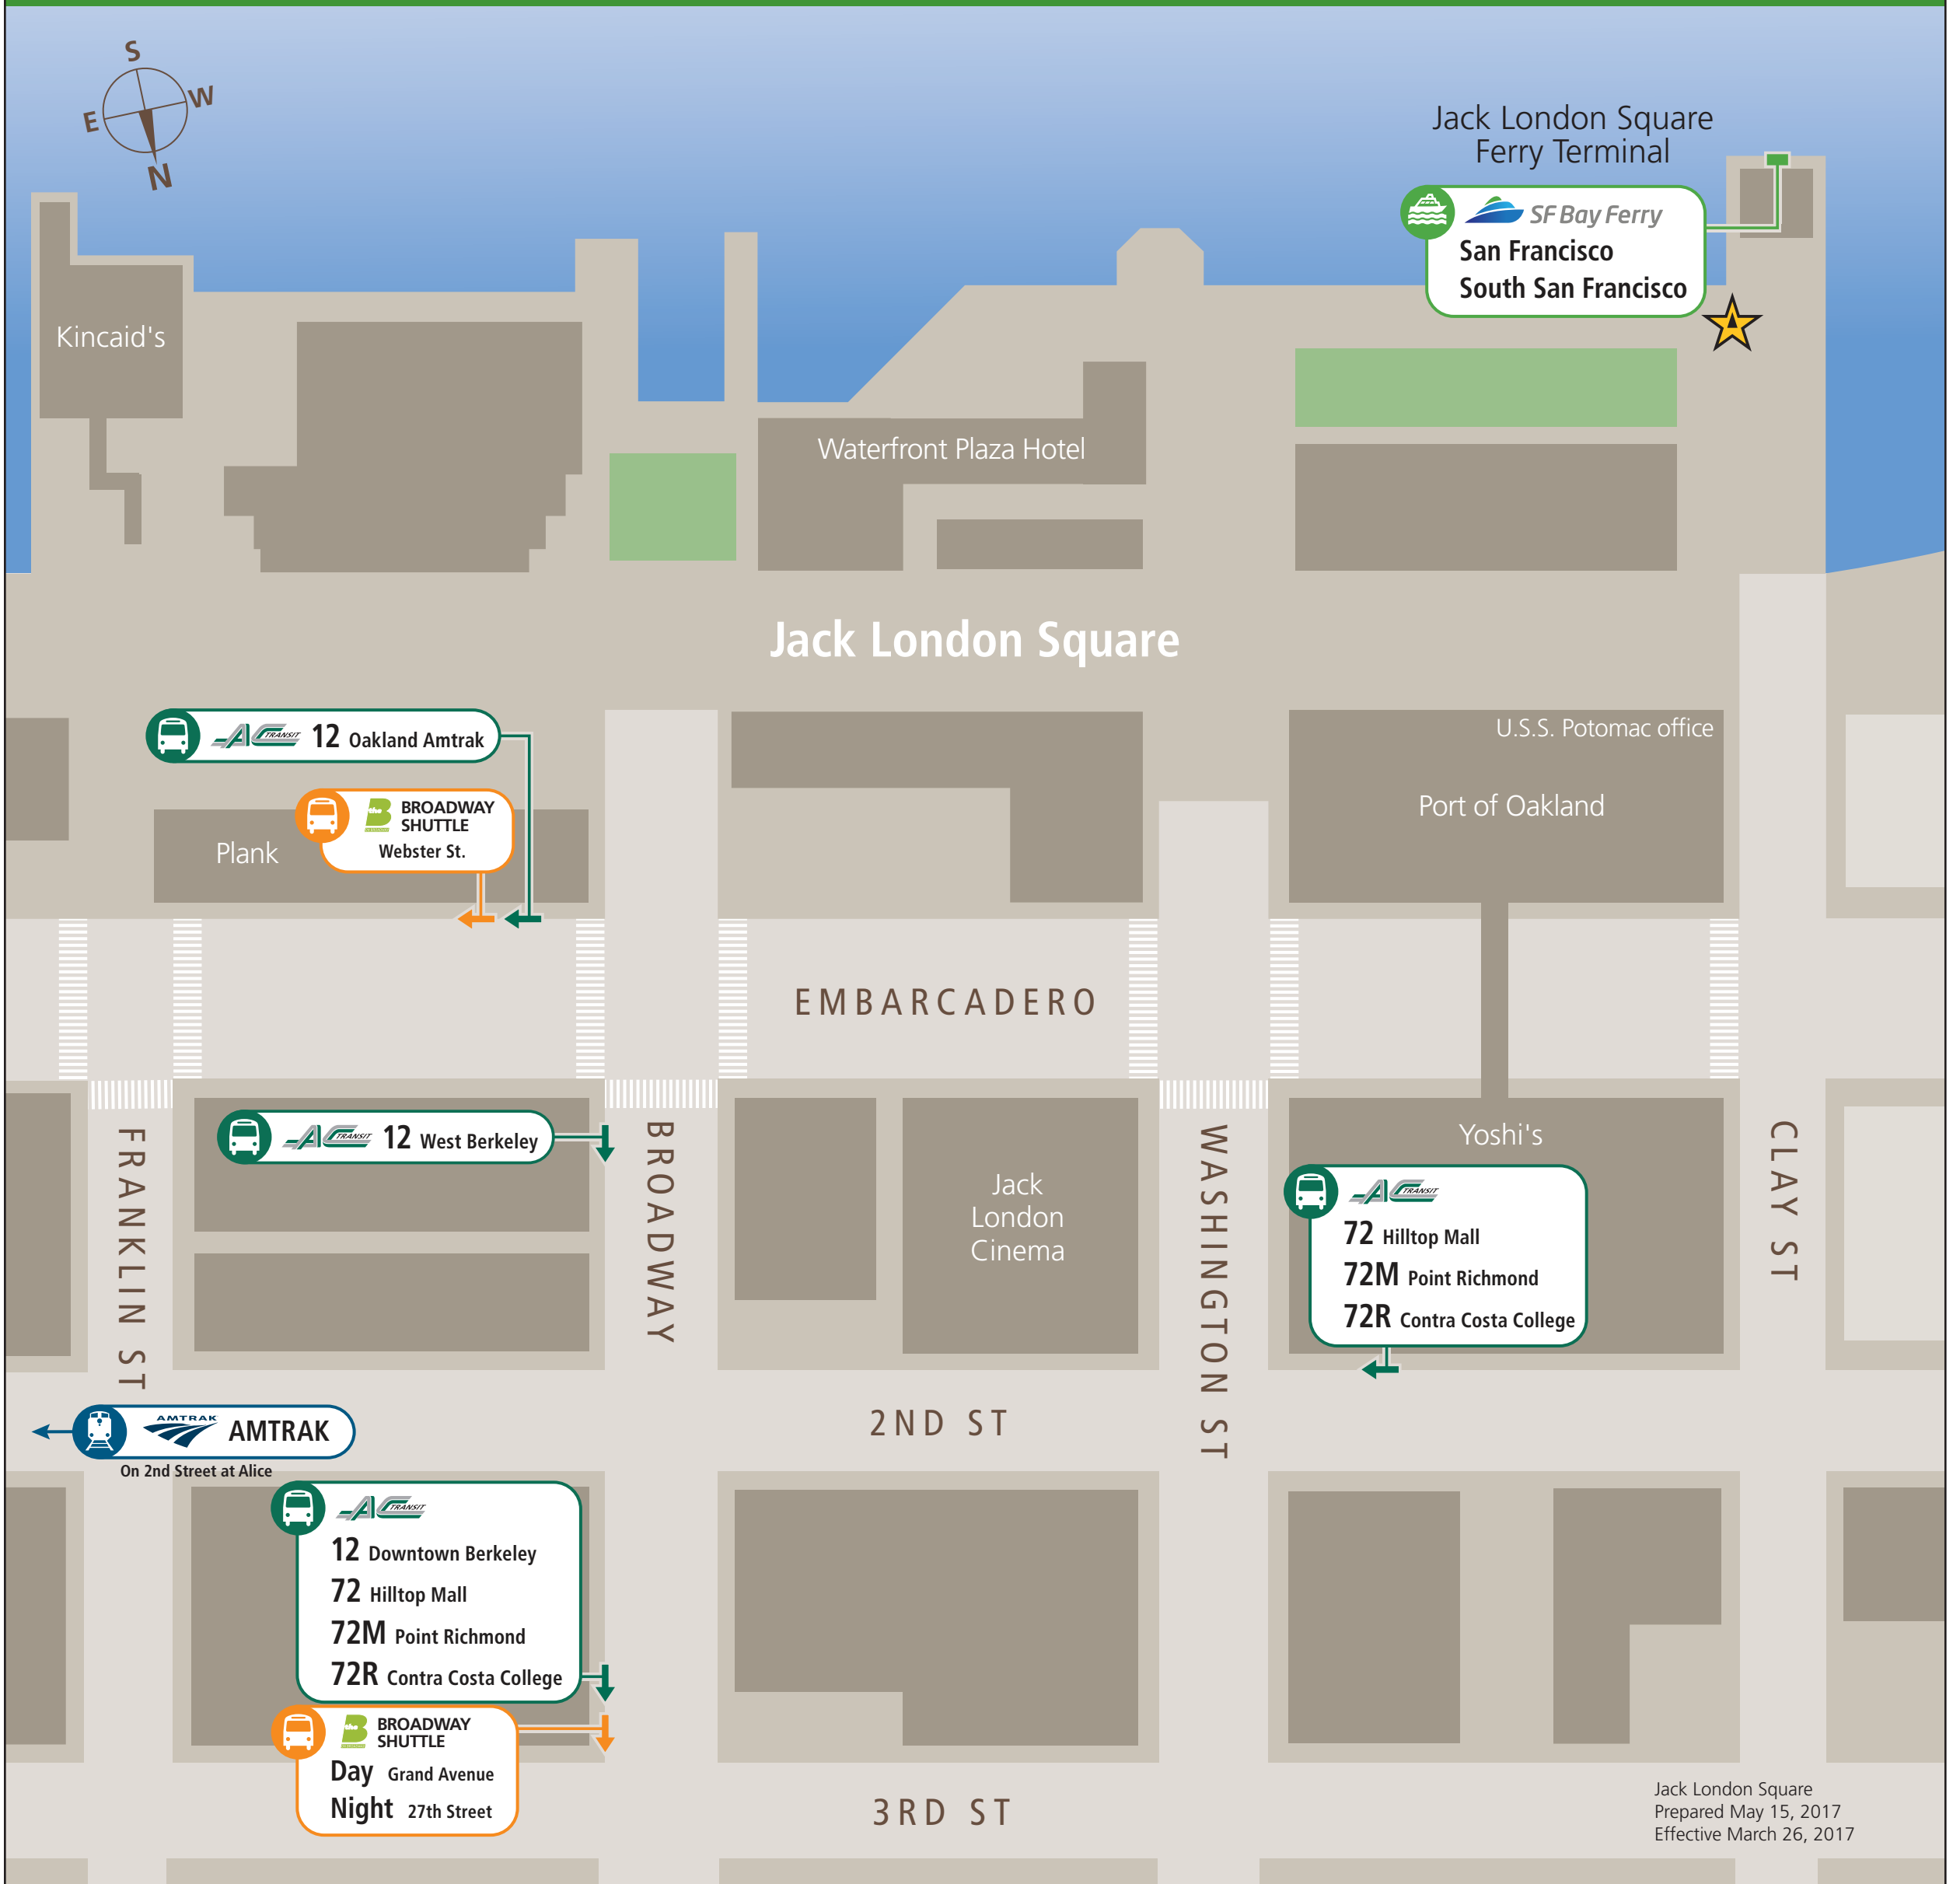 S
W
E
N
Jack London Square
Ferry Terminal
SF Bay Ferry
San Francisco
South San Francisco
Kincaid's
Waterfront Plaza Hotel
Jack London Square
AC TRANSIT 12 Oakland Amtrak
the B BROADWAY
SHUTTLE
Webster St.
Plank
U.S.S. Potomac office
Port of Oakland
EMBARCADERO
AC TRANSIT 12 West Berkeley
FRANKLIN ST
BROADWAY
Jack
London
Cinema
WASHINGTON ST
Yoshi's
AC TRANSIT
72 Hilltop Mall
72M Point Richmond
72R Contra Costa College
CLAY ST
AMTRAK AMTRAK
On 2nd Street at Alice
2ND ST
AC TRANSIT
12 Downtown Berkeley
72 Hilltop Mall
72M Point Richmond
72R Contra Costa College
the B BROADWAY
SHUTTLE
Day Grand Avenue
Night 27th Street
3RD ST
Jack London Square
Prepared May 15, 2017
Effective March 26, 2017